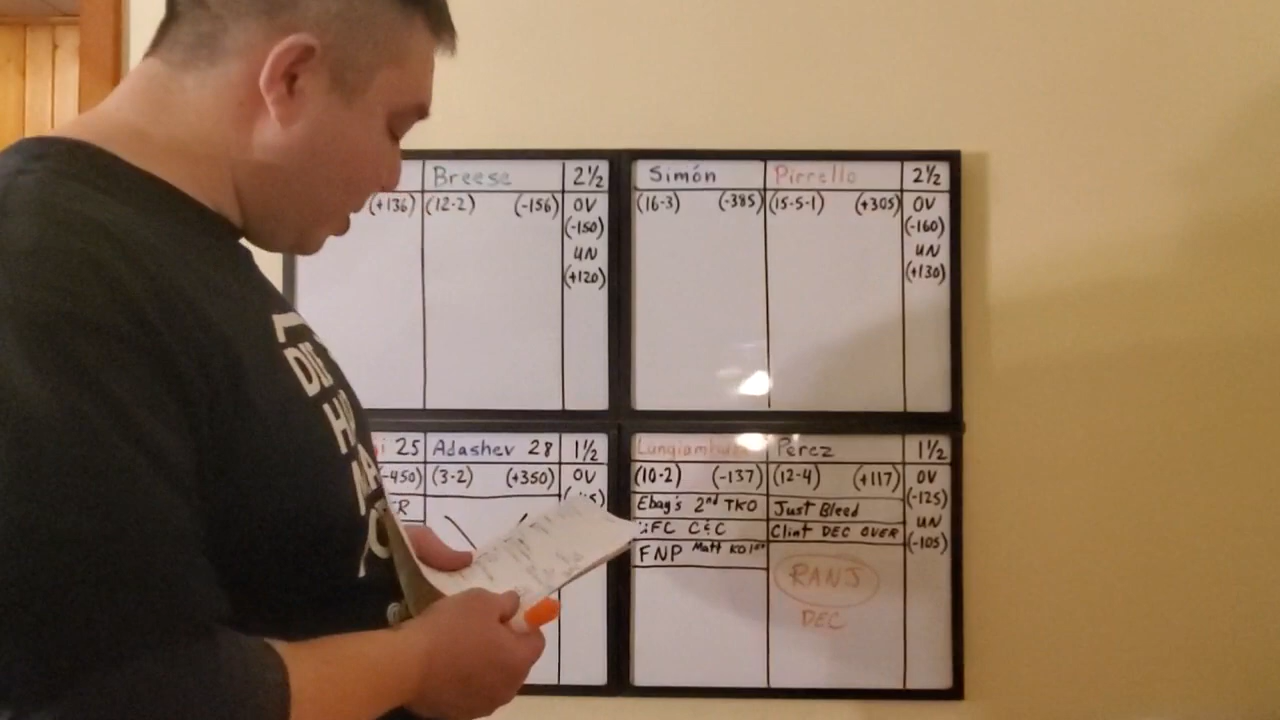 Breese 2½
(+136) (12-2) (-156) OV
(-150)
UN
(+120)
Simón Pirrello 2½
(16-3) (-385) (15-5-1) (+305) OV
(-160)
UN
(+130)
25 Adashev 28 1½
-450) (3-2) (+350) OV
Perez 1½
(10-2) (-137) (12-4) (+117) OV
(-125)
UN
(-105)
Ebag's 2nd TKO Just Bleed
C&C Clint DEC OVER
FNP Matt KO 1st
RANJ
DEC